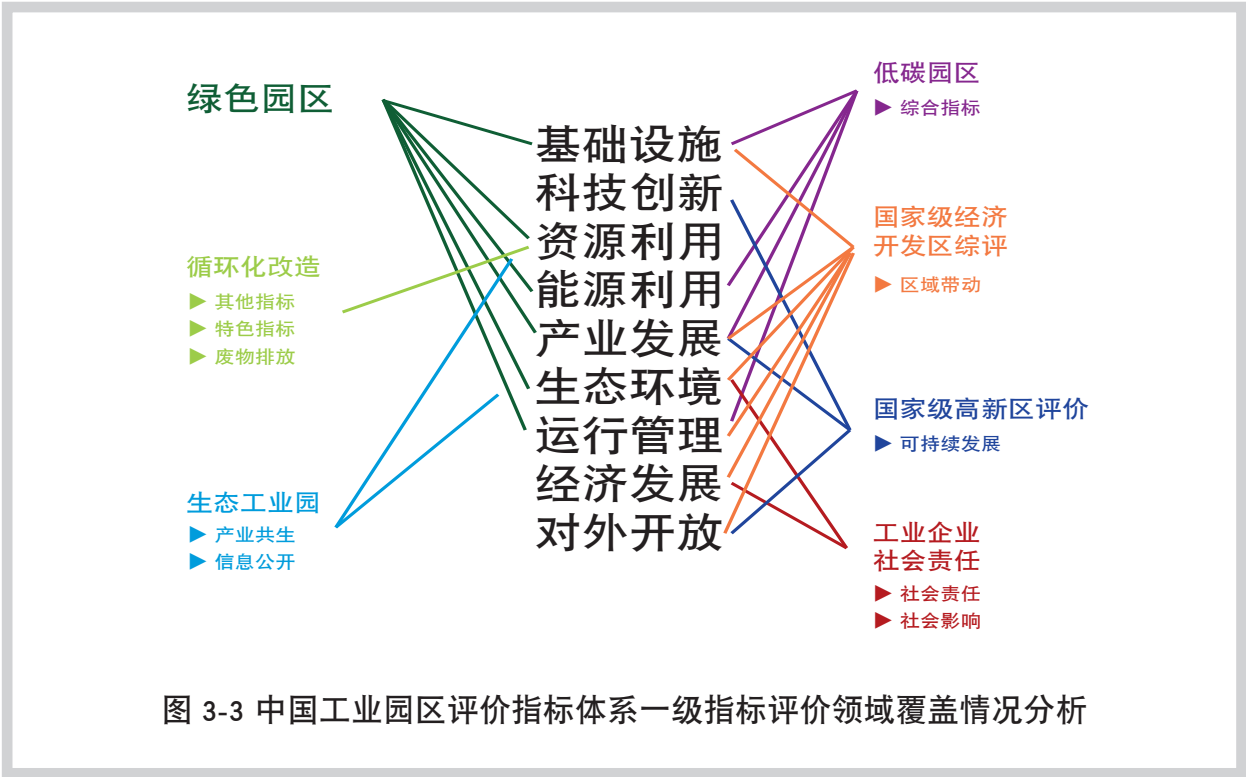 绿色园区
循环化改造
▶ 其他指标
▶ 特色指标
▶ 废物排放
生态工业园
▶ 产业共生
▶ 信息公开
基础设施
科技创新
资源利用
能源利用
产业发展
生态环境
运行管理
经济发展
对外开放
低碳园区
▶ 综合指标
国家级经济
开发区综评
▶ 区域带动
国家级高新区评价
▶ 可持续发展
工业企业
社会责任
▶ 社会责任
▶ 社会影响
图 3-3 中国工业园区评价指标体系一级指标评价领域覆盖情况分析